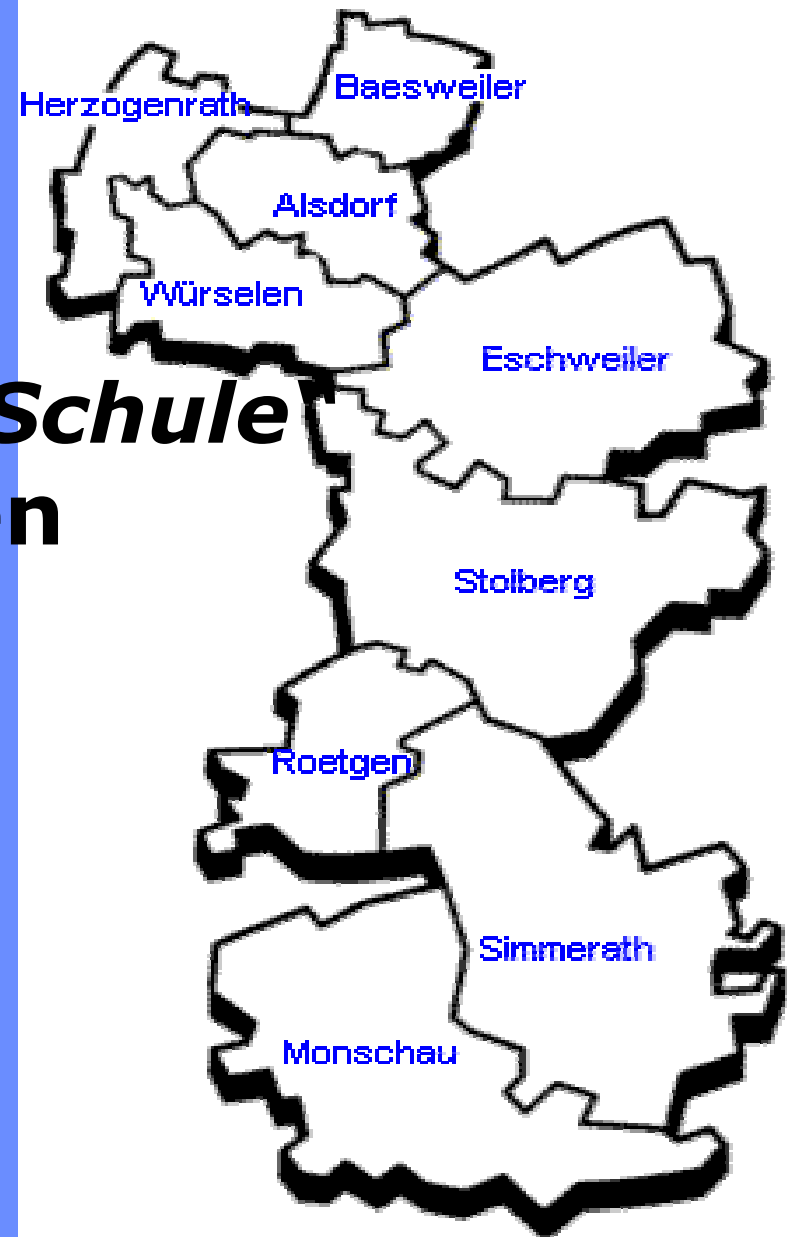 Baesweiler
Herzogenrath
Alsdorf
Würselen
Eschweiler
Schule"
n
Stolberg
Roetgen
Simmerath
Monschau